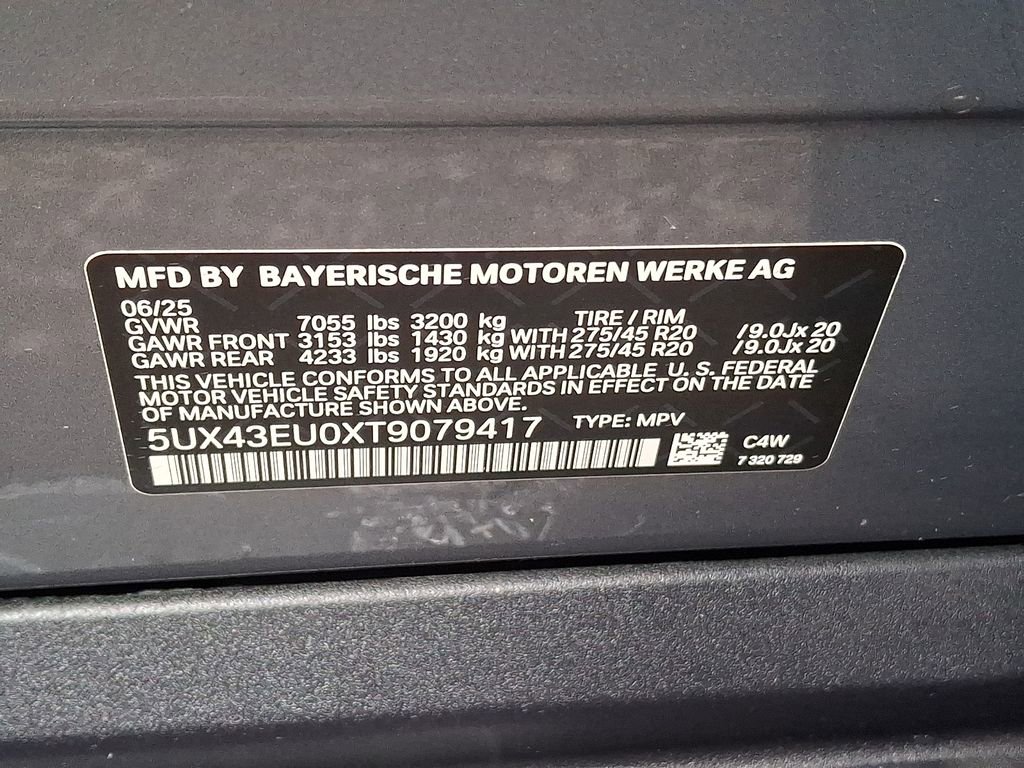 MFD BY BAYERISCHE MOTOREN WERKE AG
06/25 TIRE / RIM
GVWR 7055 lbs 3200 kg
GAWR FRONT 3153 lbs 1430 kg WITH 275/45 R20 /9.0Jx 20
GAWR REAR 4233 lbs 1920 kg WITH 275/45 R20 /9.0Jx 20
THIS VEHICLE CONFORMS TO ALL APPLICABLE U. S. FEDERAL
MOTOR VEHICLE SAFETY STANDARDS IN EFFECT ON THE DATE
OF MANUFACTURE SHOWN ABOVE.
5UX43EU0XT9079417 TYPE: MPV
C4W
7 320 729